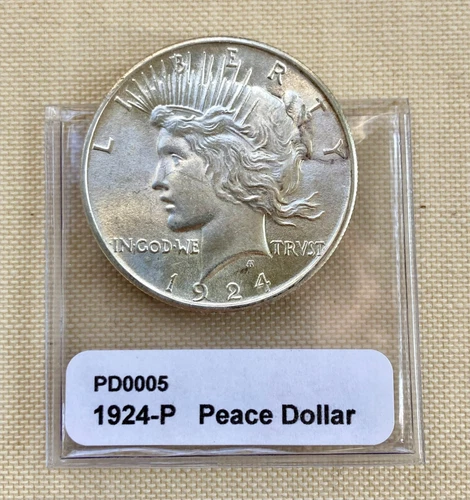 LIBERTY
IN·GOD·WE TRVST
1924
PD0005
1924-P Peace Dollar